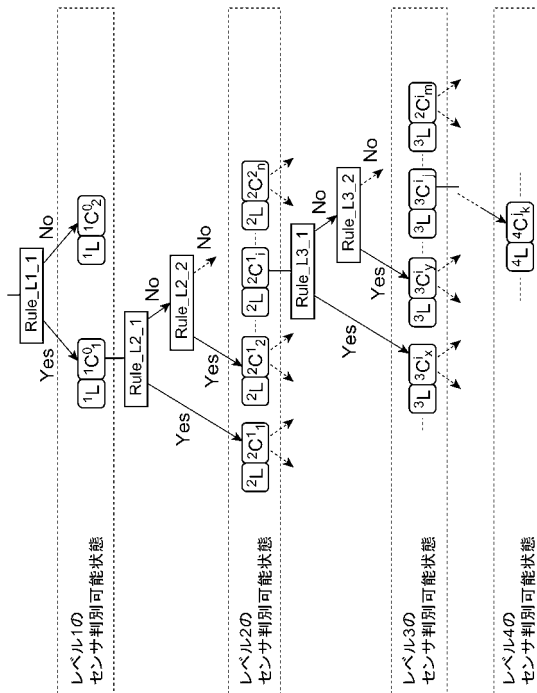 Rule_L1_1
Yes
No
レベル1の
センサ判別可能状態
¹L ¹C⁰₁
¹L ¹C⁰₂
Rule_L2_1
Yes
No
Rule_L2_2
Yes
No
レベル2の
センサ判別可能状態
²L ²C¹₁
²L ²C¹₂
²L ²C¹ᵢ
²L ²C²ₙ
Rule_L3_1
Yes
No
Rule_L3_2
Yes
No
レベル3の
センサ判別可能状態
³L ³Cⁱₓ
³L ³Cⁱ_y
³L ³Cⁱⱼ
³L ²Cⁱₘ
レベル4の
センサ判別可能状態
⁴L ⁴Cʲₖ